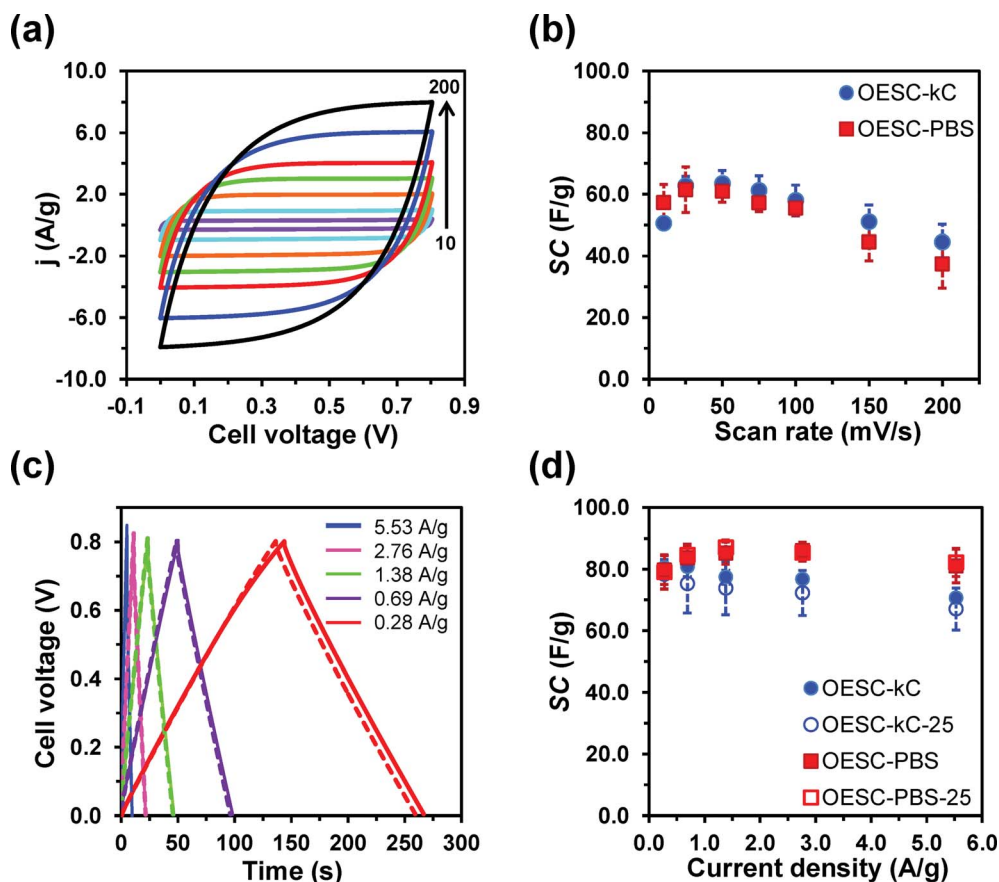 (a)
10.0
6.0
2.0
-2.0
-6.0
-10.0
j (A/g)
200
10
-0.1 0.1 0.3 0.5 0.7 0.9
Cell voltage (V)
(b)
100.0
80.0
60.0
40.0
20.0
0.0
SC (F/g)
OESC-kC
OESC-PBS
0 50 100 150 200
Scan rate (mV/s)
(c)
0.8
0.6
0.4
0.2
0.0
Cell voltage (V)
5.53 A/g
2.76 A/g
1.38 A/g
0.69 A/g
0.28 A/g
0 50 100 150 200 250 300
Time (s)
(d)
100.0
80.0
60.0
40.0
20.0
0.0
SC (F/g)
OESC-kC
OESC-kC-25
OESC-PBS
OESC-PBS-25
0.0 1.0 2.0 3.0 4.0 5.0 6.0
Current density (A/g)